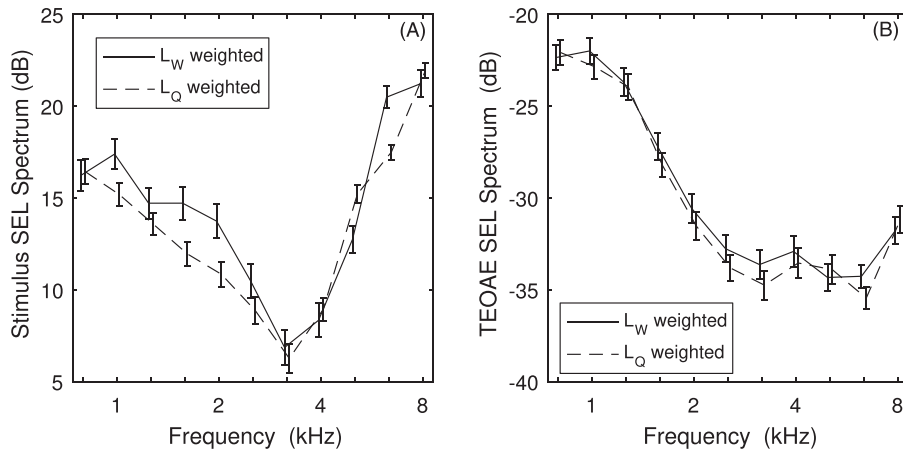 (A)
L_W weighted
L_Q weighted
Stimulus SEL Spectrum (dB)
25
20
15
10
5
1
2
4
8
Frequency (kHz)
(B)
L_W weighted
L_Q weighted
TEOAE SEL Spectrum (dB)
-20
-25
-30
-35
-40
1
2
4
8
Frequency (kHz)